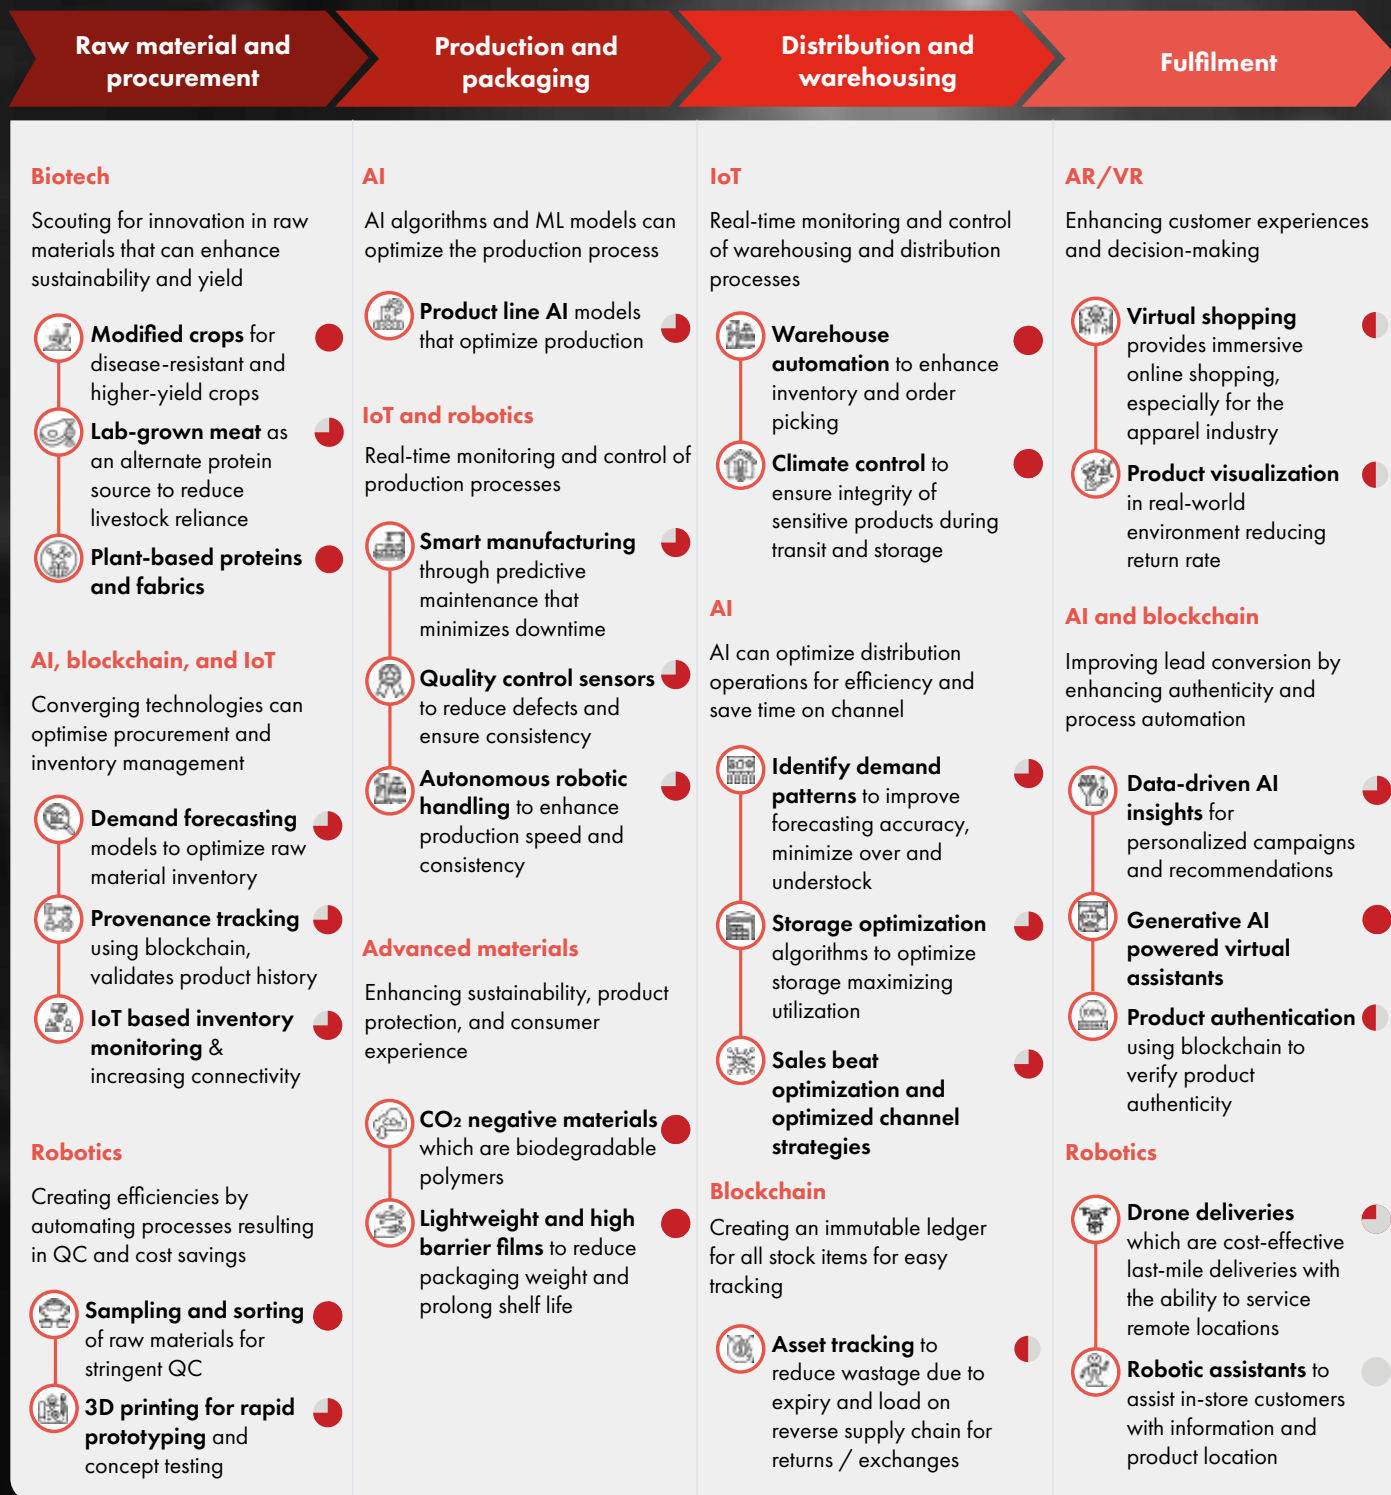 Raw material and
procurement
Production and
packaging
Distribution and
warehousing
Fulfilment
Biotech
Scouting for innovation in raw
materials that can enhance
sustainability and yield
Modified crops for
disease-resistant and
higher-yield crops
Lab-grown meat as
an alternate protein
source to reduce
livestock reliance
Plant-based proteins
and fabrics
AI, blockchain, and IoT
Converging technologies can
optimise procurement and
inventory management
Demand forecasting
models to optimize raw
material inventory
Provenance tracking
using blockchain,
validates product history
IoT based inventory
monitoring &
increasing connectivity
Robotics
Creating efficiencies by
automating processes resulting
in QC and cost savings
Sampling and sorting
of raw materials for
stringent QC
3D printing for rapid
prototyping and
concept testing
AI
AI algorithms and ML models can
optimize the production process
Product line AI models
that optimize production
IoT and robotics
Real-time monitoring and control of
production processes
Smart manufacturing
through predictive
maintenance that
minimizes downtime
Quality control sensors
to reduce defects and
ensure consistency
Autonomous robotic
handling to enhance
production speed and
consistency
Advanced materials
Enhancing sustainability, product
protection, and consumer
experience
CO₂ negative materials
which are biodegradable
polymers
Lightweight and high
barrier films to reduce
packaging weight and
prolong shelf life
IoT
Real-time monitoring and control
of warehousing and distribution
processes
Warehouse
automation to enhance
inventory and order
picking
Climate control to
ensure integrity of
sensitive products during
transit and storage
AI
AI can optimize distribution
operations for efficiency and
save time on channel
Identify demand
patterns to improve
forecasting accuracy,
minimize over and
understock
Storage optimization
algorithms to optimize
storage maximizing
utilization
Sales beat
optimization and
optimized channel
strategies
Blockchain
Creating an immutable ledger
for all stock items for easy
tracking
Asset tracking to
reduce wastage due to
expiry and load on
reverse supply chain for
returns / exchanges
AR/VR
Enhancing customer experiences
and decision-making
Virtual shopping
provides immersive
online shopping,
especially for the
apparel industry
Product visualization
in real-world
environment reducing
return rate
AI and blockchain
Improving lead conversion by
enhancing authenticity and
process automation
Data-driven AI
insights for
personalized campaigns
and recommendations
Generative AI
powered virtual
assistants
100%
Product authentication
using blockchain to
verify product
authenticity
Robotics
Drone deliveries
which are cost-effective
last-mile deliveries with
the ability to service
remote locations
Robotic assistants to
assist in-store customers
with information and
product location